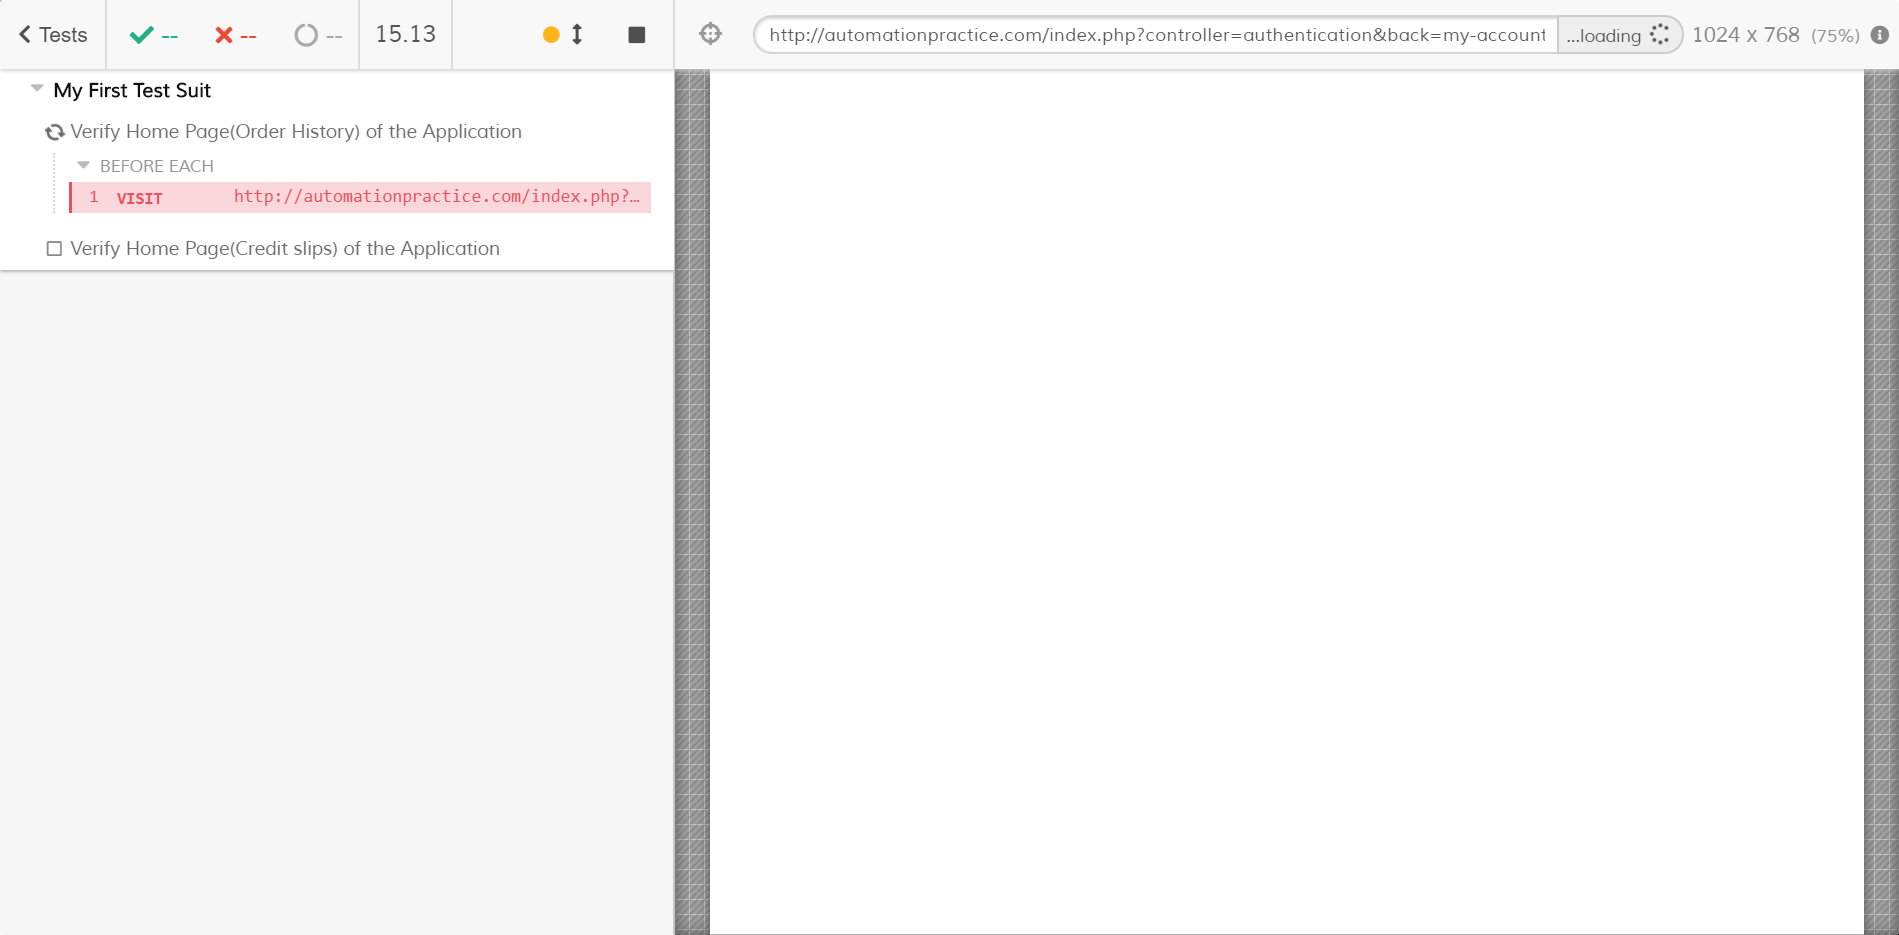 Tests -- -- -- 15.13
http://automationpractice.com/index.php?controller=authentication&back=my-account ...loading 1024 x 768 (75%)
My First Test Suit
Verify Home Page(Order History) of the Application
BEFORE EACH
1 VISIT http://automationpractice.com/index.php?…
Verify Home Page(Credit slips) of the Application